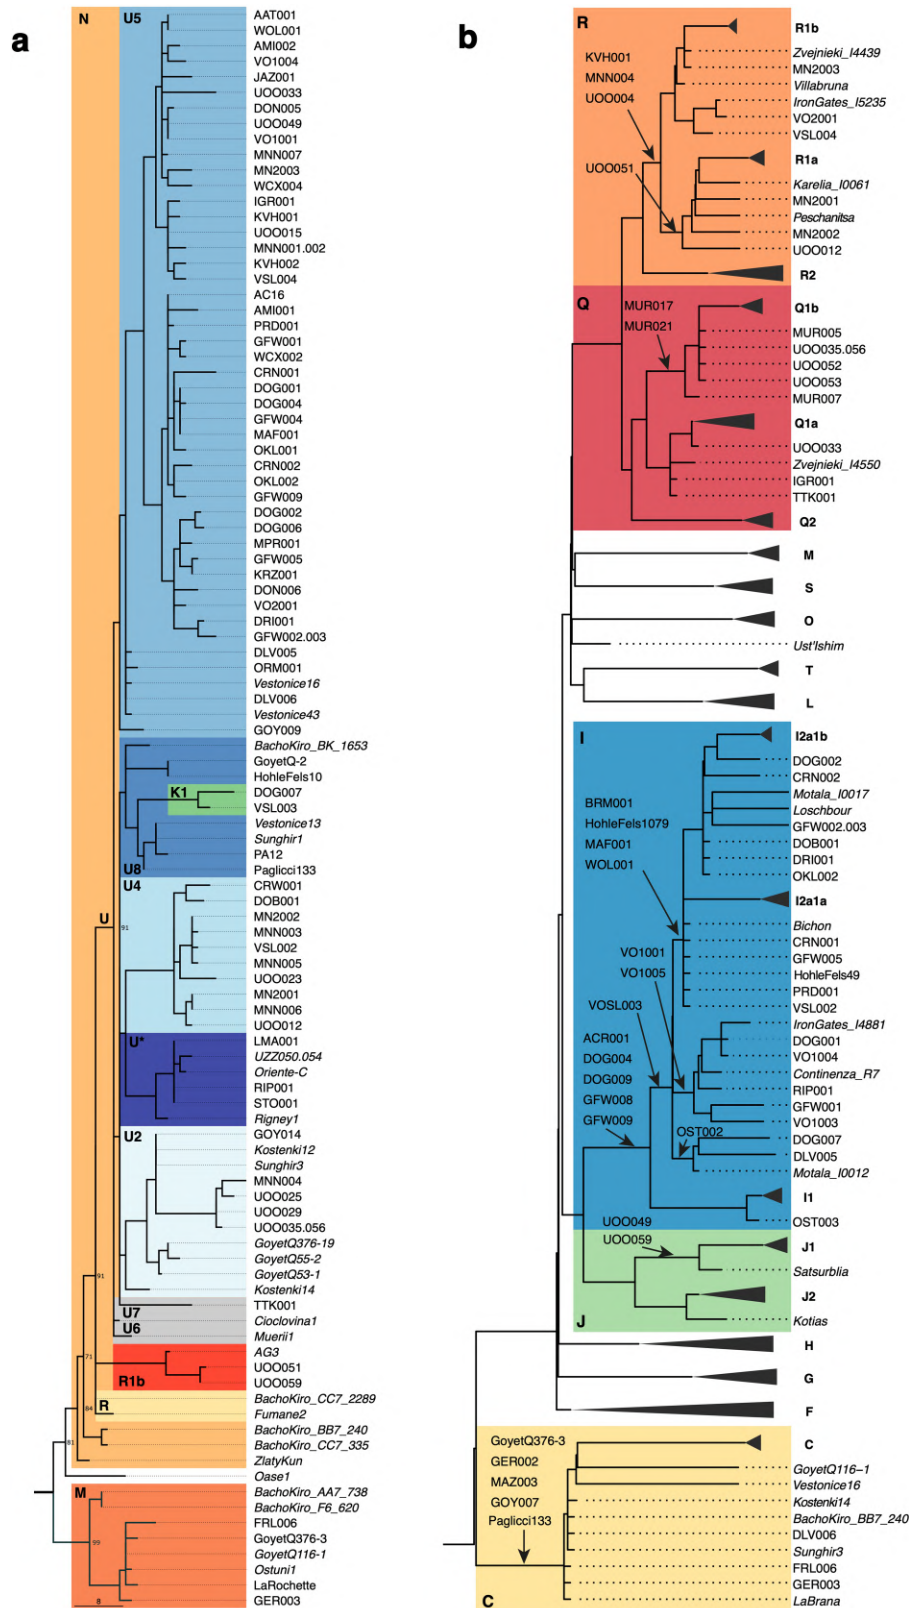 a
N
U5
AAT001
WOL001
AMI002
VO1004
JAZ001
UOO033
DON005
UOO049
VO1001
MNN007
MN2003
WCX004
IGR001
KVH001
UOO015
MNN001.002
KVH002
VSL004
AC16
AMI001
PRD001
GFW001
WCX002
CRN001
DOG001
DOG004
GFW004
MAF001
OKL001
CRN002
OKL002
GFW009
DOG002
DOG006
MPR001
GFW005
KRZ001
DON006
VO2001
DRI001
GFW002.003
DLV005
ORM001
Vestonice16
DLV006
Vestonice43
GOY009
BachoKiro_BK_1653
GoyetQ-2
HohleFels10
K1
DOG007
VSL003
Vestonice13
Sunghir1
PA12
Paglicci133
U8
U4
CRW001
DOB001
MN2002
MNN003
VSL002
MNN005
UOO023
MN2001
MNN006
UOO012
U
91
U*
LMA001
UZZ050.054
Oriente-C
RIP001
STO001
Rigney1
U2
GOY014
Kostenki12
Sunghir3
MNN004
UOO025
UOO029
UOO035.056
GoyetQ376-19
GoyetQ55-2
GoyetQ53-1
Kostenki14
91
U7
TTK001
Cioclovina1
U6
Muerii1
71
AG3
UOO051
UOO059
R1b
R
BachoKiro_CC7_2289
84
Fumane2
BachoKiro_BB7_240
81
BachoKiro_CC7_335
ZlatyKun
Oase1
M
BachoKiro_AA7_738
BachoKiro_F6_620
FRL006
99
GoyetQ376-3
GoyetQ116-1
Ostuni1
LaRochette
GER003
8
b
R
R1b
KVH001
MNN004
UOO004
Zvejnieki_I4439
MN2003
Villabruna
IronGates_I5235
VO2001
VSL004
R1a
UOO051
Karelia_I0061
MN2001
Peschanitsa
MN2002
UOO012
R2
Q
Q1b
MUR017
MUR021
MUR005
UOO035.056
UOO052
UOO053
MUR007
Q1a
UOO033
Zvejnieki_I4550
IGR001
TTK001
Q2
M
S
O
Ust'Ishim
T
L
I
I2a1b
DOG002
CRN002
Motala_I0017
BRM001
HohleFels1079
MAF001
WOL001
Loschbour
GFW002.003
DOB001
DRI001
OKL002
I2a1a
Bichon
CRN001
VO1001
VO1005
GFW005
HohleFels49
PRD001
VSL002
VOSL003
IronGates_I4881
ACR001
DOG004
DOG009
GFW008
GFW009
DOG001
VO1004
Continenza_R7
RIP001
GFW001
VO1003
OST002
DOG007
DLV005
Motala_I0012
I1
OST003
UOO049
UOO059
J1
Satsurblia
J2
Kotias
J
H
G
F
GoyetQ376-3
GER002
MAZ003
GOY007
Paglicci133
C
GoyetQ116-1
Vestonice16
Kostenki14
BachoKiro_BB7_240
DLV006
Sunghir3
FRL006
GER003
LaBrana
C